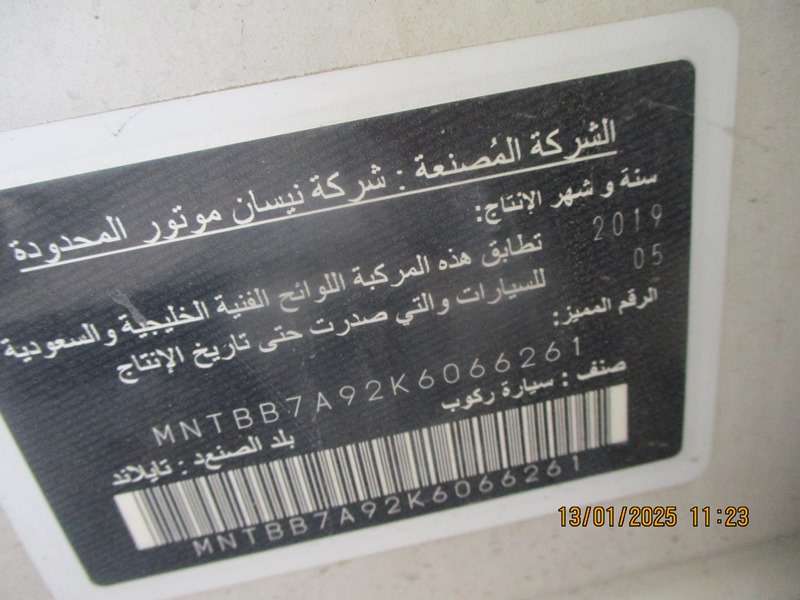 الشركة المُصنعة : شركة نيسان موتور المحدودة
سنة و شهر الإنتاج:
2019
05
تطابق هذه المركبة اللوائح الفنية الخليجية والسعودية
للسيارات والتي صدرت حتى تاريخ الإنتاج
الرقم المميز:
MNTBB7A92K6066261
صنف : سيارة ركوب
بلد الصنع : تايلاند
MNTBB7A92K6066261
13/01/2025 11:23